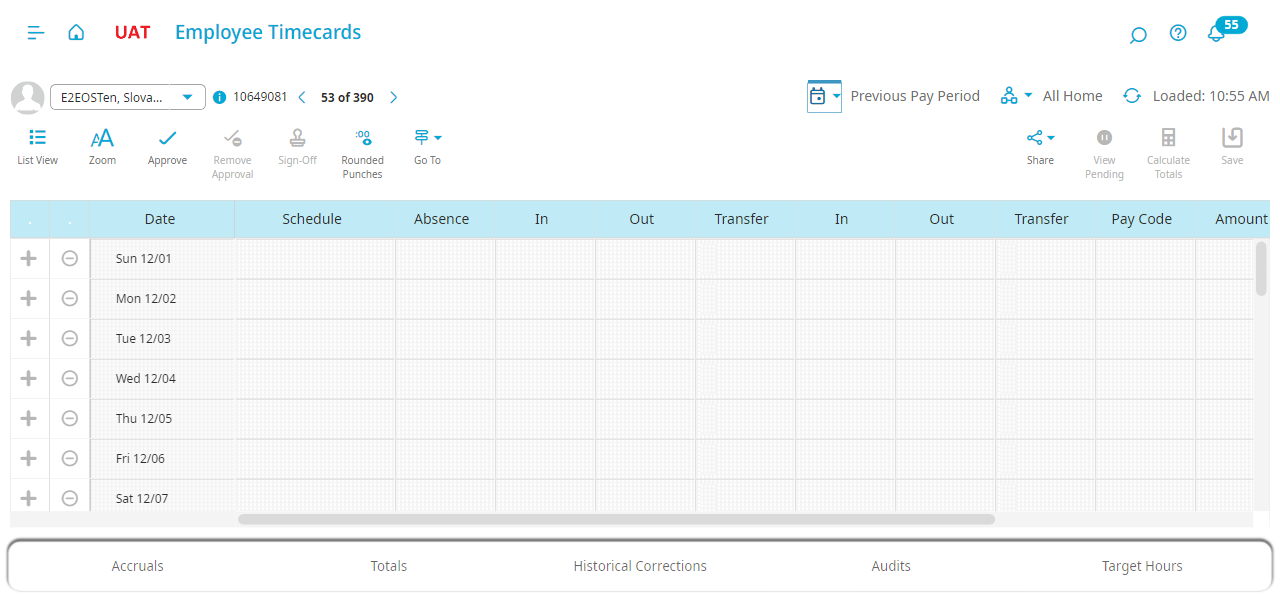 UAT Employee Timecards 55
E2EOSTen, Slova... 10649081 53 of 390 Previous Pay Period All Home Loaded: 10:55 AM
List View Zoom Approve Remove Approval Sign-Off :00 Rounded Punches Go To Share View Pending Calculate Totals Save
. . Date Schedule Absence In Out Transfer In Out Transfer Pay Code Amount
Sun 12/01
Mon 12/02
Tue 12/03
Wed 12/04
Thu 12/05
Fri 12/06
Sat 12/07
Accruals Totals Historical Corrections Audits Target Hours